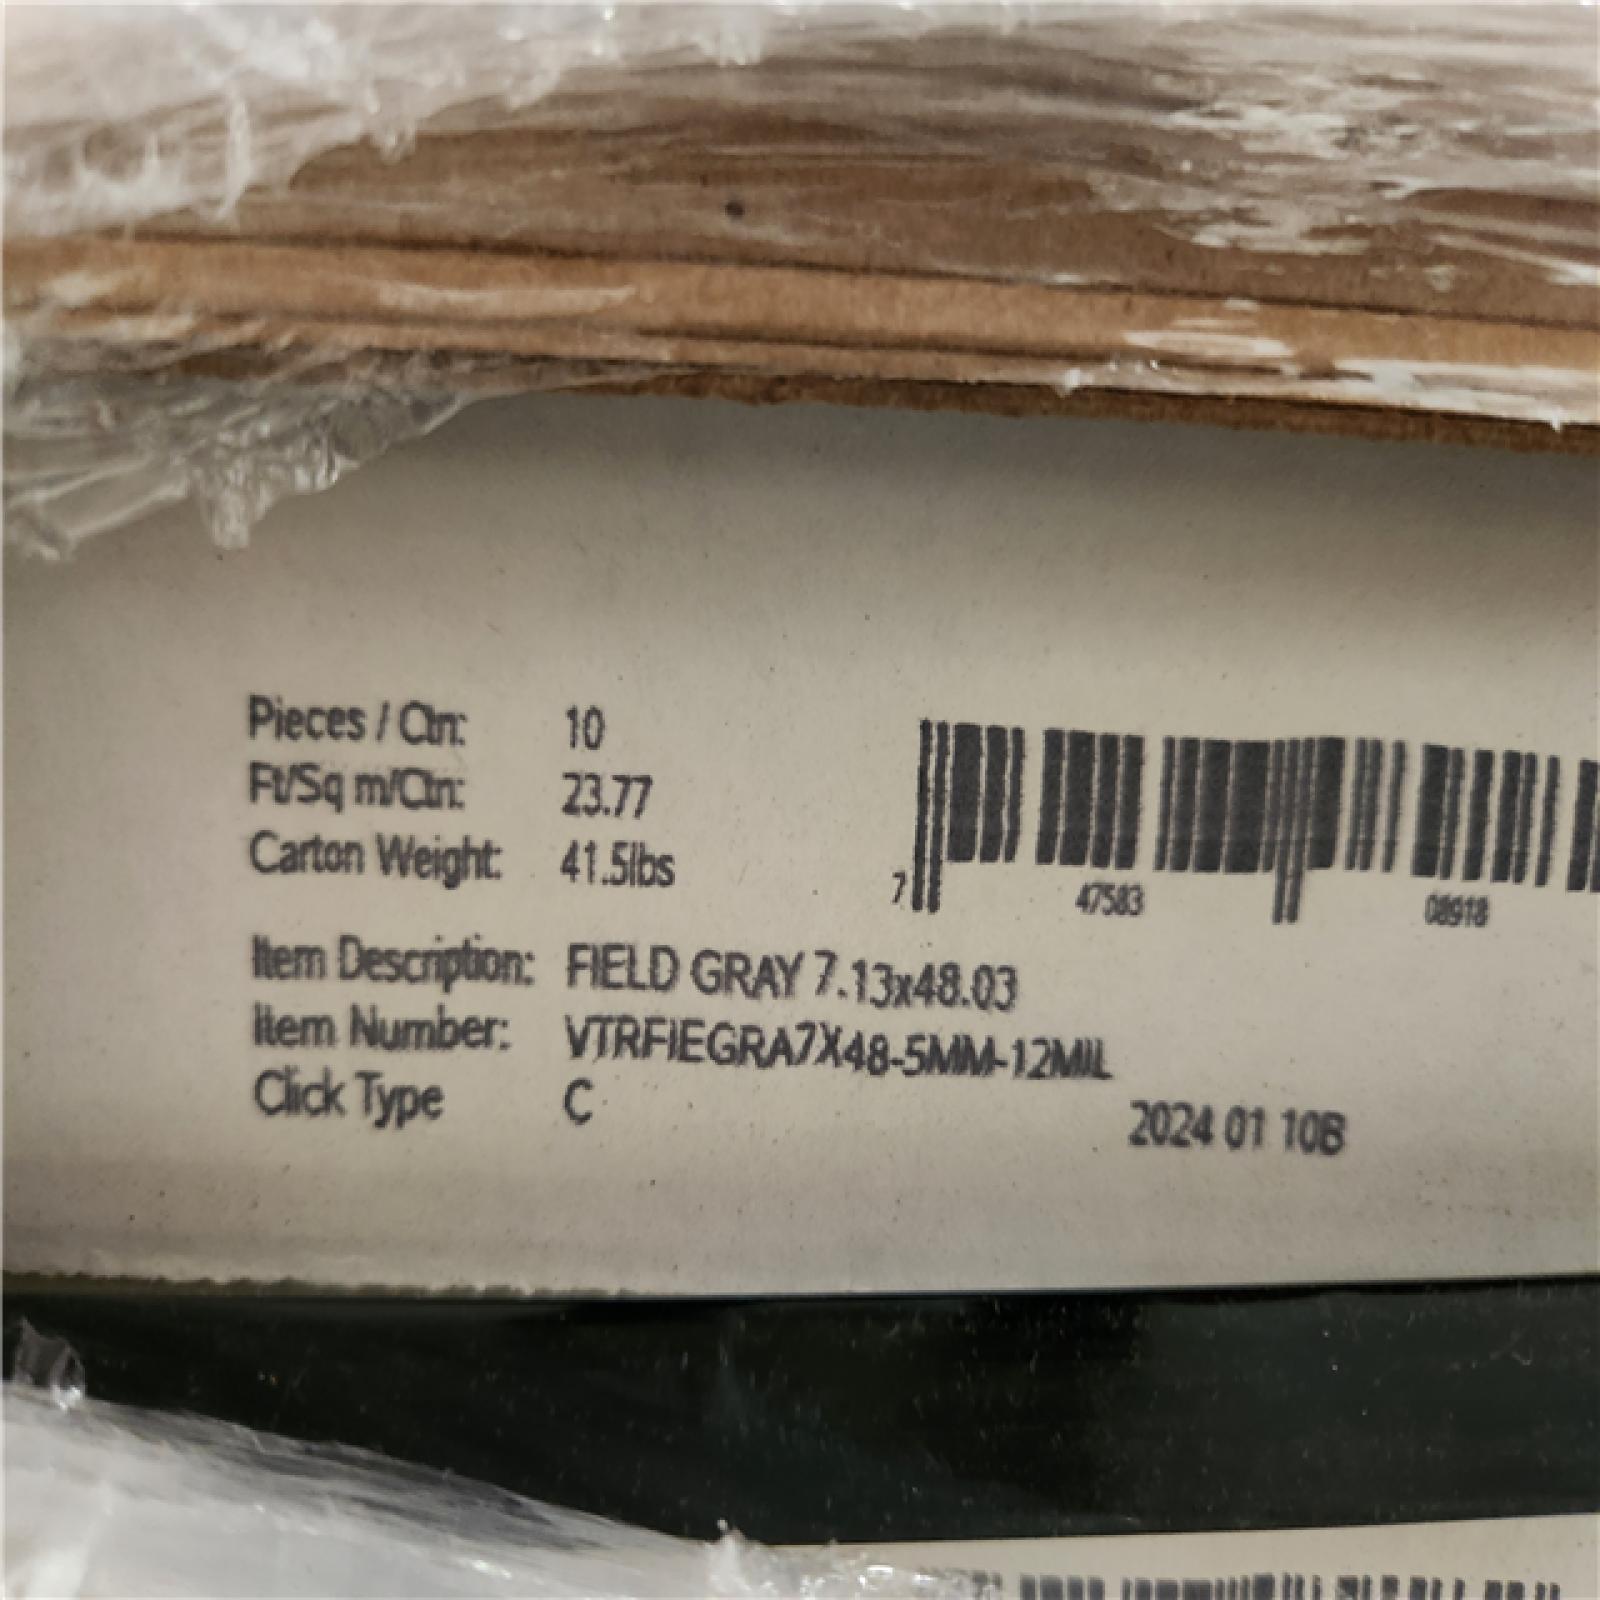 Pieces / Ctn: 10
Ft/Sq m/Ctn: 23.77
Carton Weight: 41.5lbs
7 47583 08918
Item Description: FIELD GRAY 7.13x48.03
Item Number: VTRFIEGRA7X48-5MM-12MIL
Click Type C
2024 01 10B